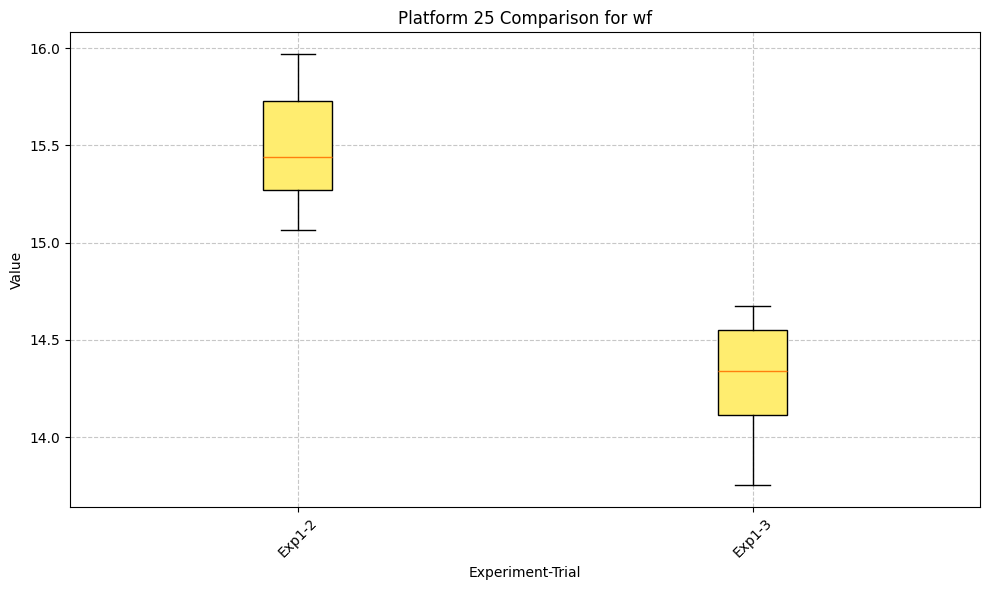 Platform 25 Comparison for wf
16.0
15.5
15.0
14.5
14.0
Value
Exp1-2
Exp1-3
Experiment-Trial